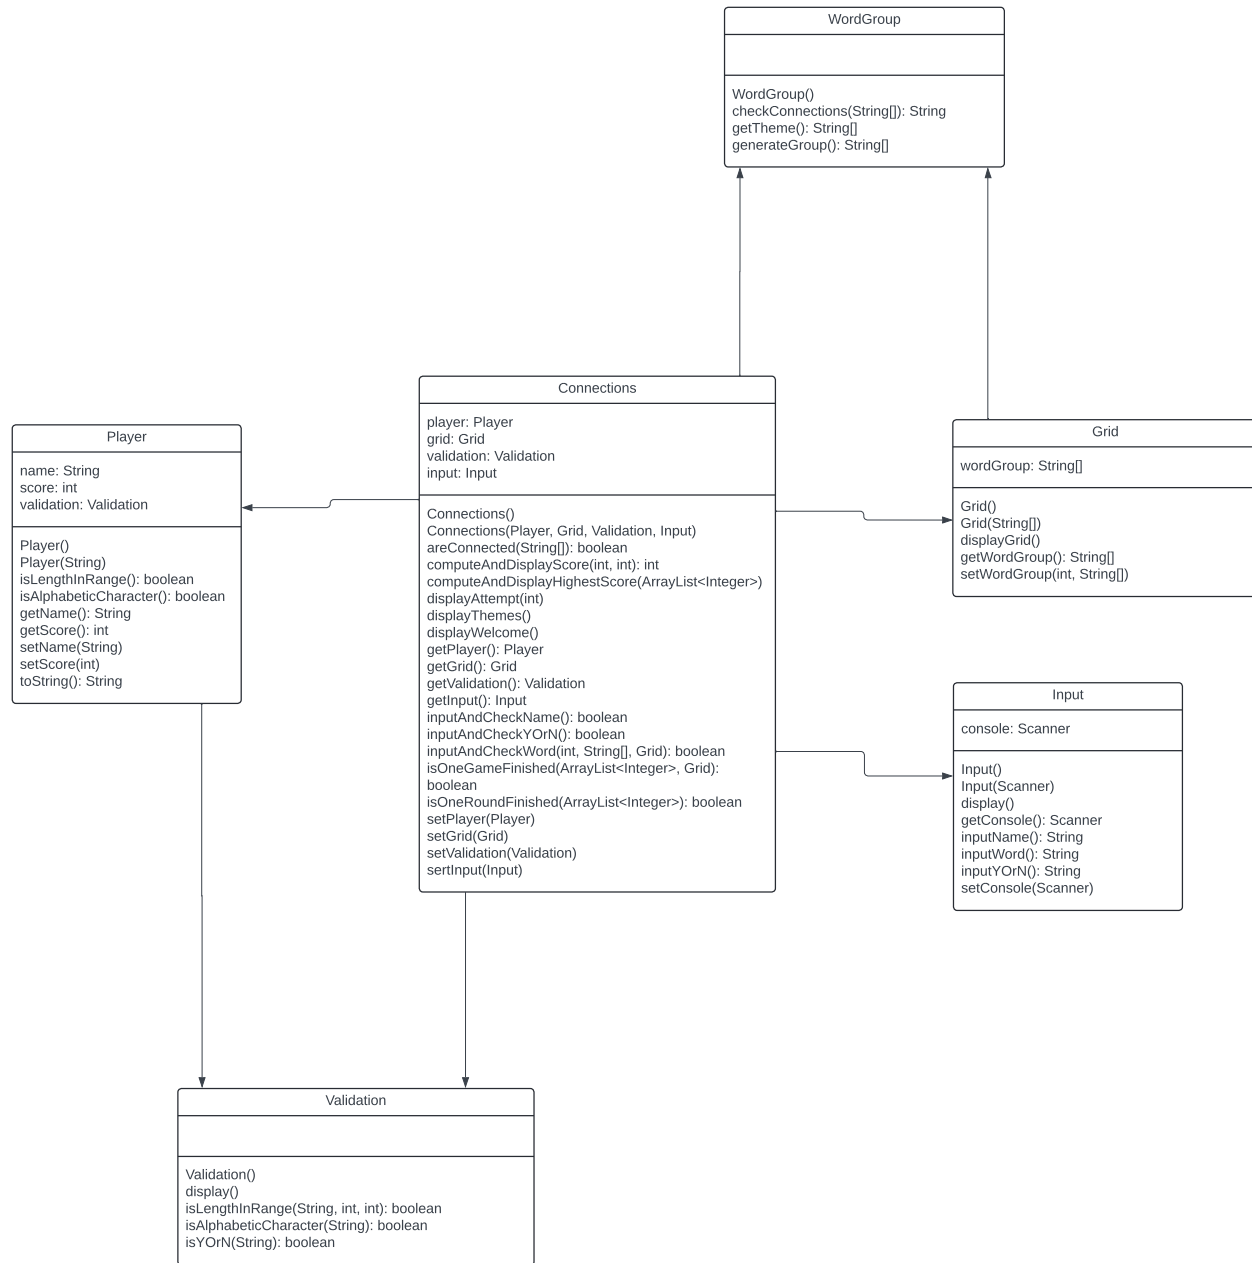 WordGroup
WordGroup()
checkConnections(String[]): String
getTheme(): String[]
generateGroup(): String[]
Connections
player: Player
grid: Grid
validation: Validation
input: Input
Connections()
Connections(Player, Grid, Validation, Input)
areConnected(String[]): boolean
computeAndDisplayScore(int, int): int
computeAndDisplayHighestScore(ArrayList<Integer>)
displayAttempt(int)
displayThemes()
displayWelcome()
getPlayer(): Player
getGrid(): Grid
getValidation(): Validation
getInput(): Input
inputAndCheckName(): boolean
inputAndCheckYOrN(): boolean
inputAndCheckWord(int, String[], Grid): boolean
isOneGameFinished(ArrayList<Integer>, Grid):
boolean
isOneRoundFinished(ArrayList<Integer>): boolean
setPlayer(Player)
setGrid(Grid)
setValidation(Validation)
sertInput(Input)
Player
name: String
score: int
validation: Validation
Player()
Player(String)
isLengthInRange(): boolean
isAlphabeticCharacter(): boolean
getName(): String
getScore(): int
setName(String)
setScore(int)
toString(): String
Grid
wordGroup: String[]
Grid()
Grid(String[])
displayGrid()
getWordGroup(): String[]
setWordGroup(int, String[])
Input
console: Scanner
Input()
Input(Scanner)
display()
getConsole(): Scanner
inputName(): String
inputWord(): String
inputYOrN(): String
setConsole(Scanner)
Validation
Validation()
display()
isLengthInRange(String, int, int): boolean
isAlphabeticCharacter(String): boolean
isYOrN(String): boolean